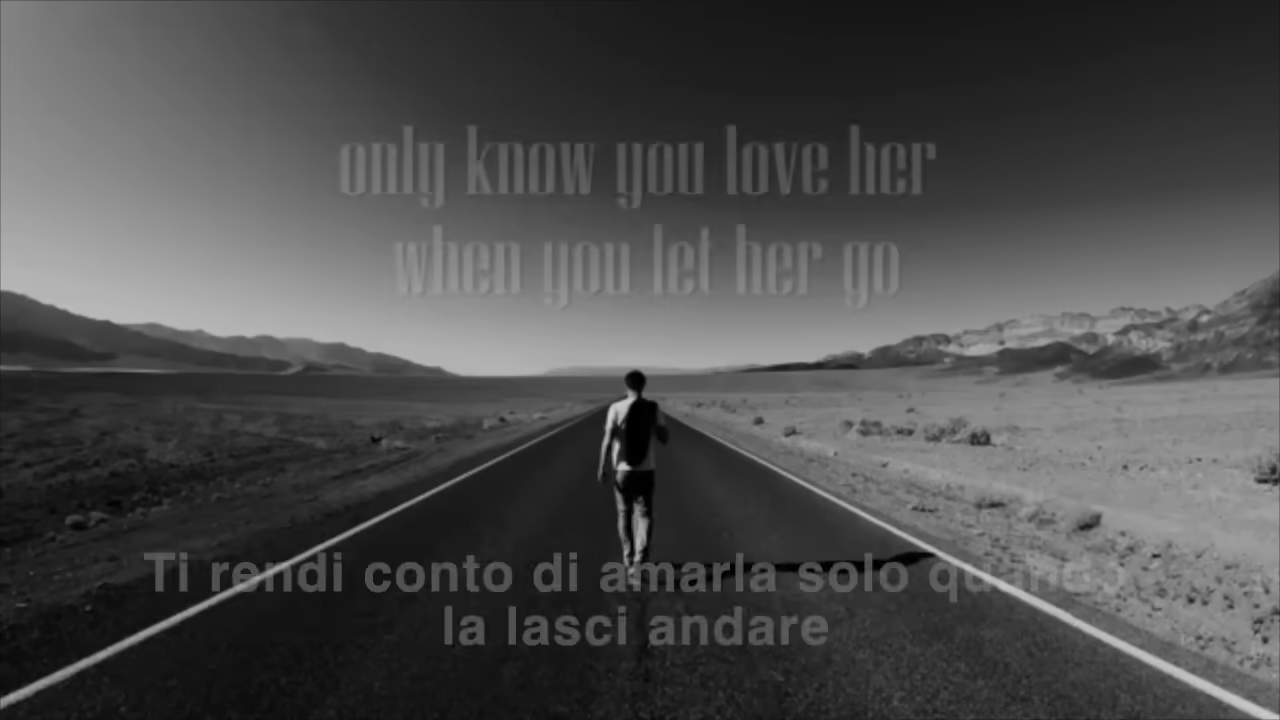 only know you love her
when you let her go
Ti rendi conto di amarla solo quando
la lasci andare